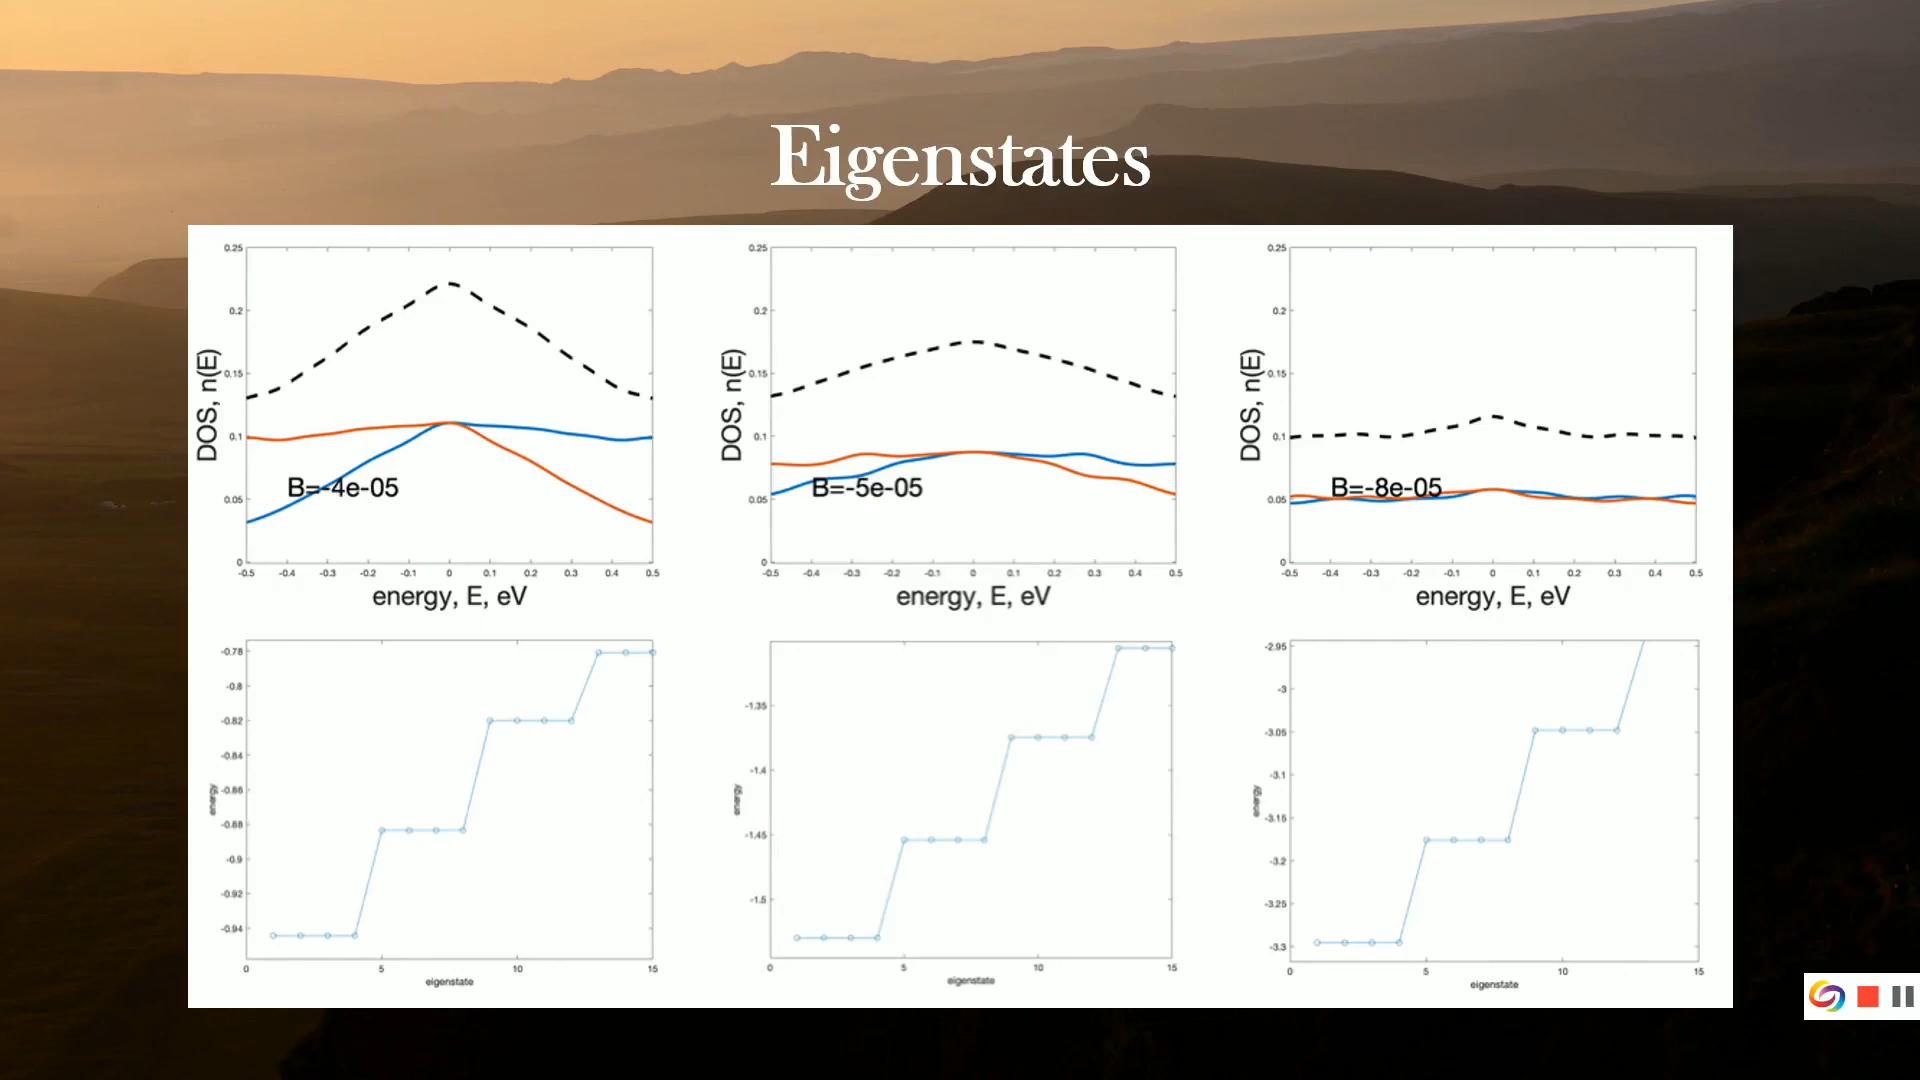 Eigenstates
0.25
0.2
0.15
0.1
0.05
0
DOS, n(E)
B=-4e-05
-0.5 -0.4 -0.3 -0.2 -0.1 0 0.1 0.2 0.3 0.4 0.5
energy, E, eV
0.25
0.2
0.15
0.1
0.05
0
DOS, n(E)
B=-5e-05
-0.5 -0.4 -0.3 -0.2 -0.1 0 0.1 0.2 0.3 0.4 0.5
energy, E, eV
0.25
0.2
0.15
0.1
0.05
0
DOS, n(E)
B=-8e-05
-0.5 -0.4 -0.3 -0.2 -0.1 0 0.1 0.2 0.3 0.4 0.5
energy, E, eV
-0.78
-0.8
-0.82
-0.84
-0.86
-0.88
-0.9
-0.92
-0.94
energy
0 5 10 15
eigenstate
-1.35
-1.4
-1.45
-1.5
energy
0 5 10 15
eigenstate
-2.95
-3
-3.05
-3.1
-3.15
-3.2
-3.25
-3.3
energy
0 5 10 15
eigenstate